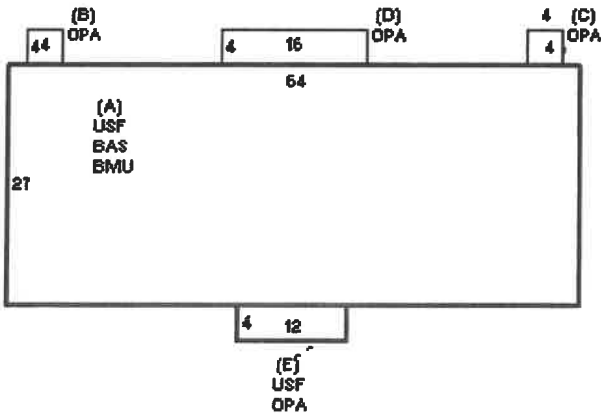 (B)
OPA
44
4 16
(D)
OPA
4 (C)
OPA
4
64
(A)
USF
BAS
BMU
27
4 12
(E)
USF
OPA